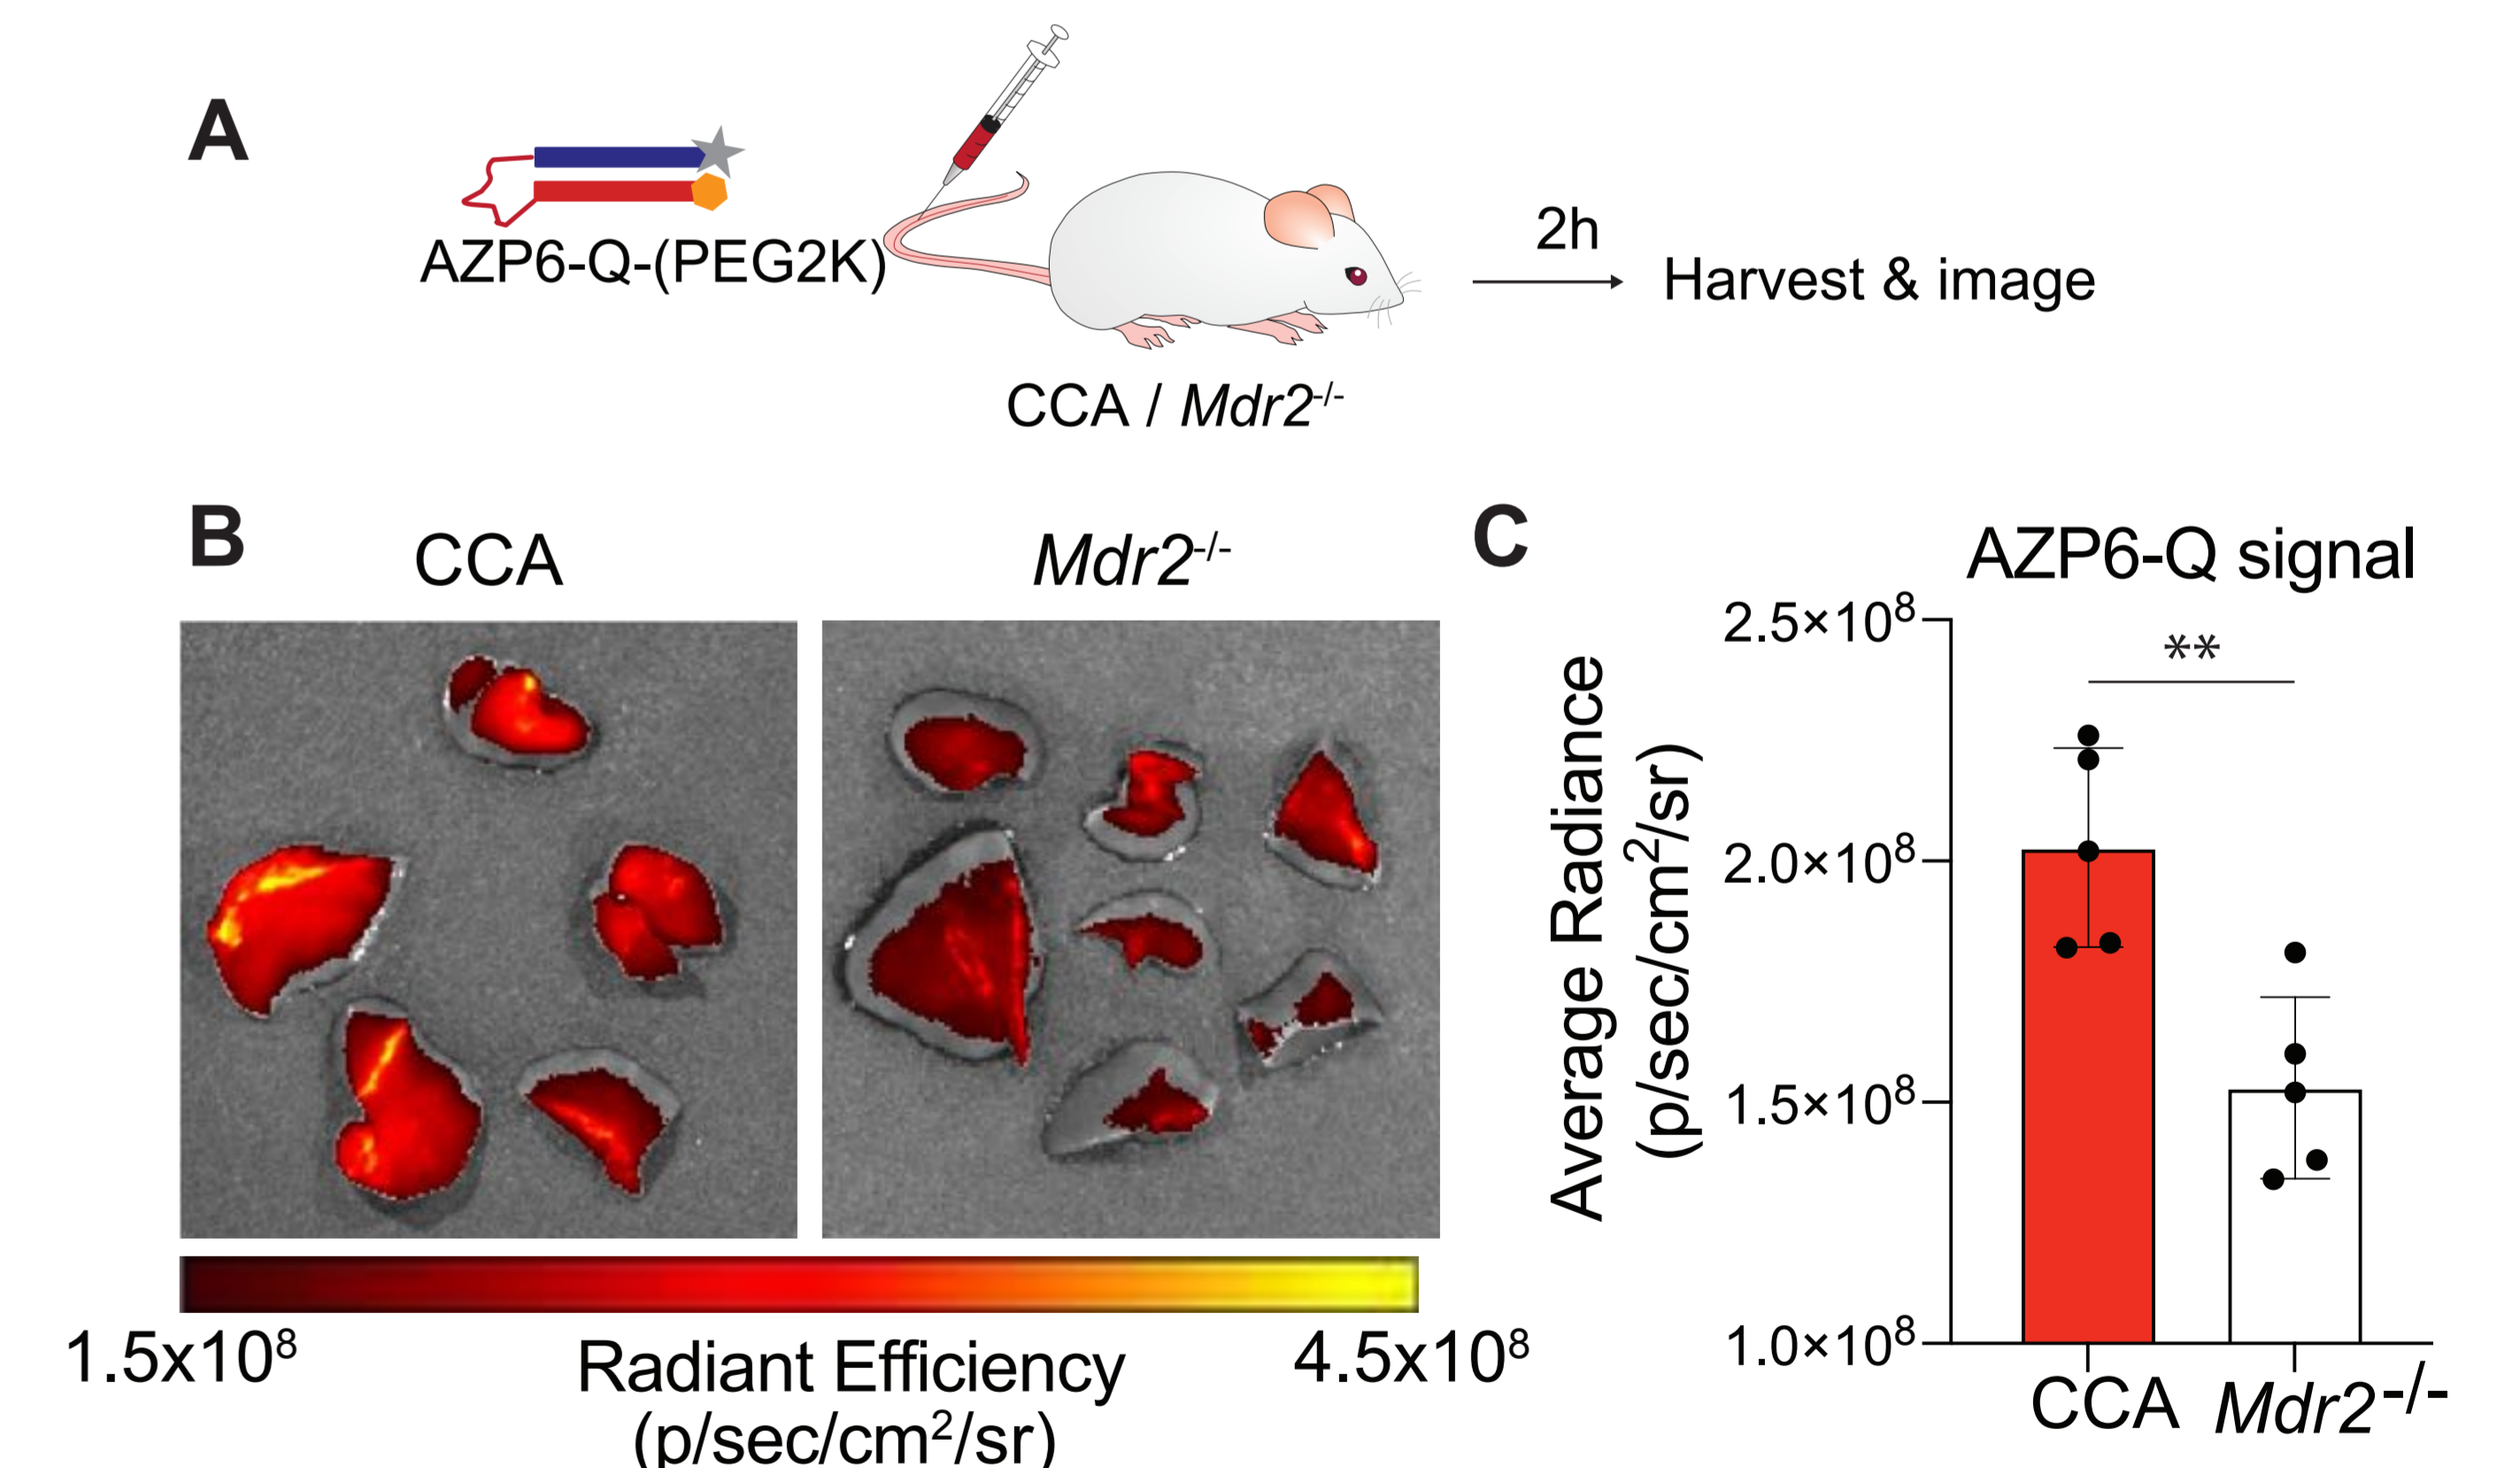 A
AZP6-Q-(PEG2K)
2h
Harvest & image
CCA / Mdr2-/-
B
CCA
Mdr2-/-
1.5x10⁸
4.5x10⁸
Radiant Efficiency
(p/sec/cm²/sr)
C
AZP6-Q signal
Average Radiance
(p/sec/cm²/sr)
2.5×10⁸
2.0×10⁸
1.5×10⁸
1.0×10⁸
**
CCA
Mdr2-/-